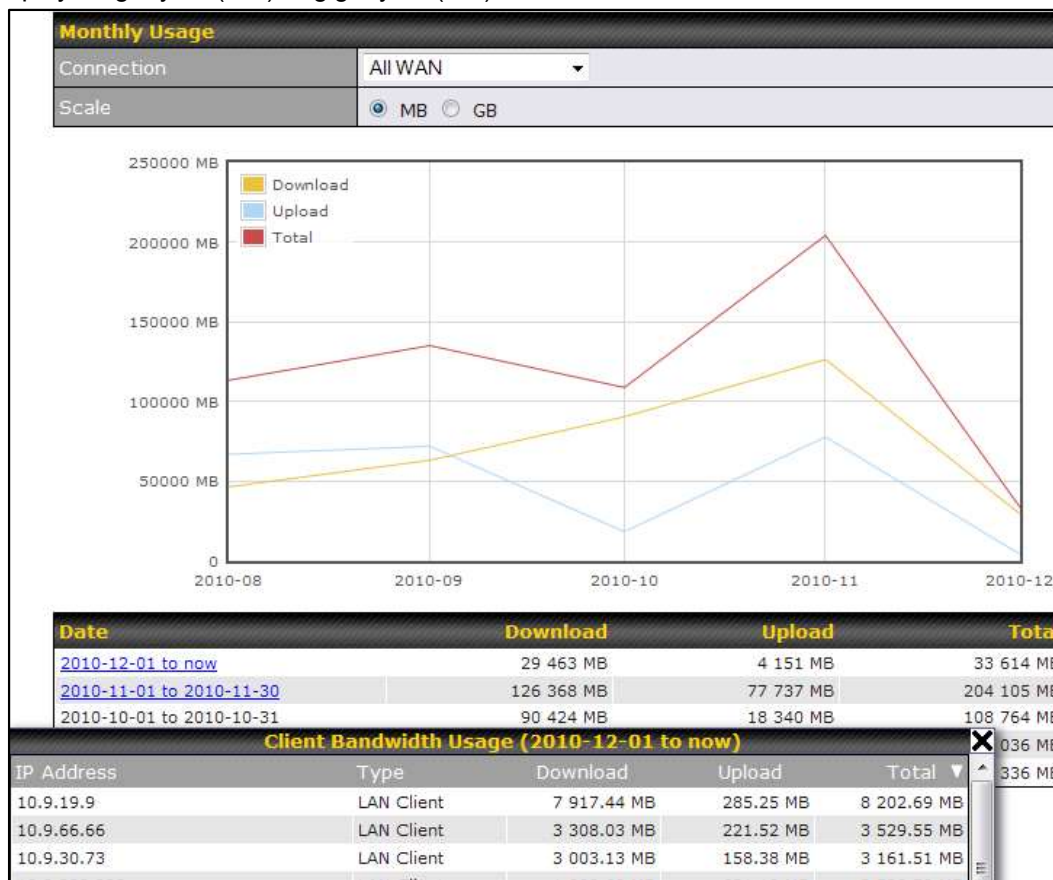 Monthly Usage
Connection All WAN
Scale MB GB
250000 MB
Download
Upload
200000 MB Total
150000 MB
100000 MB
50000 MB
0
2010-08 2010-09 2010-10 2010-11 2010-12
Date Download Upload
2010-12-01 to now 29 463 MB 4 151 MB 33 614
2010-11-01 to 2010-11-30 126 368 MB 77 737 MB 204 105
2010-10-01 to 2010-10-31 90 424 MB 18 340 MB 108 764
Client Bandwidth Usage (2010-12-01 to now) 036
IP Address Type Download Upload Total ▼ 336
10.9.19.9 LAN Client 7 917.44 MB 285.25 MB 8 202.69 MB
10.9.66.66 LAN Client 3 308.03 MB 221.52 MB 3 529.55 MB
10.9.30.73 LAN Client 3 003.13 MB 158.38 MB 3 161.51 MB